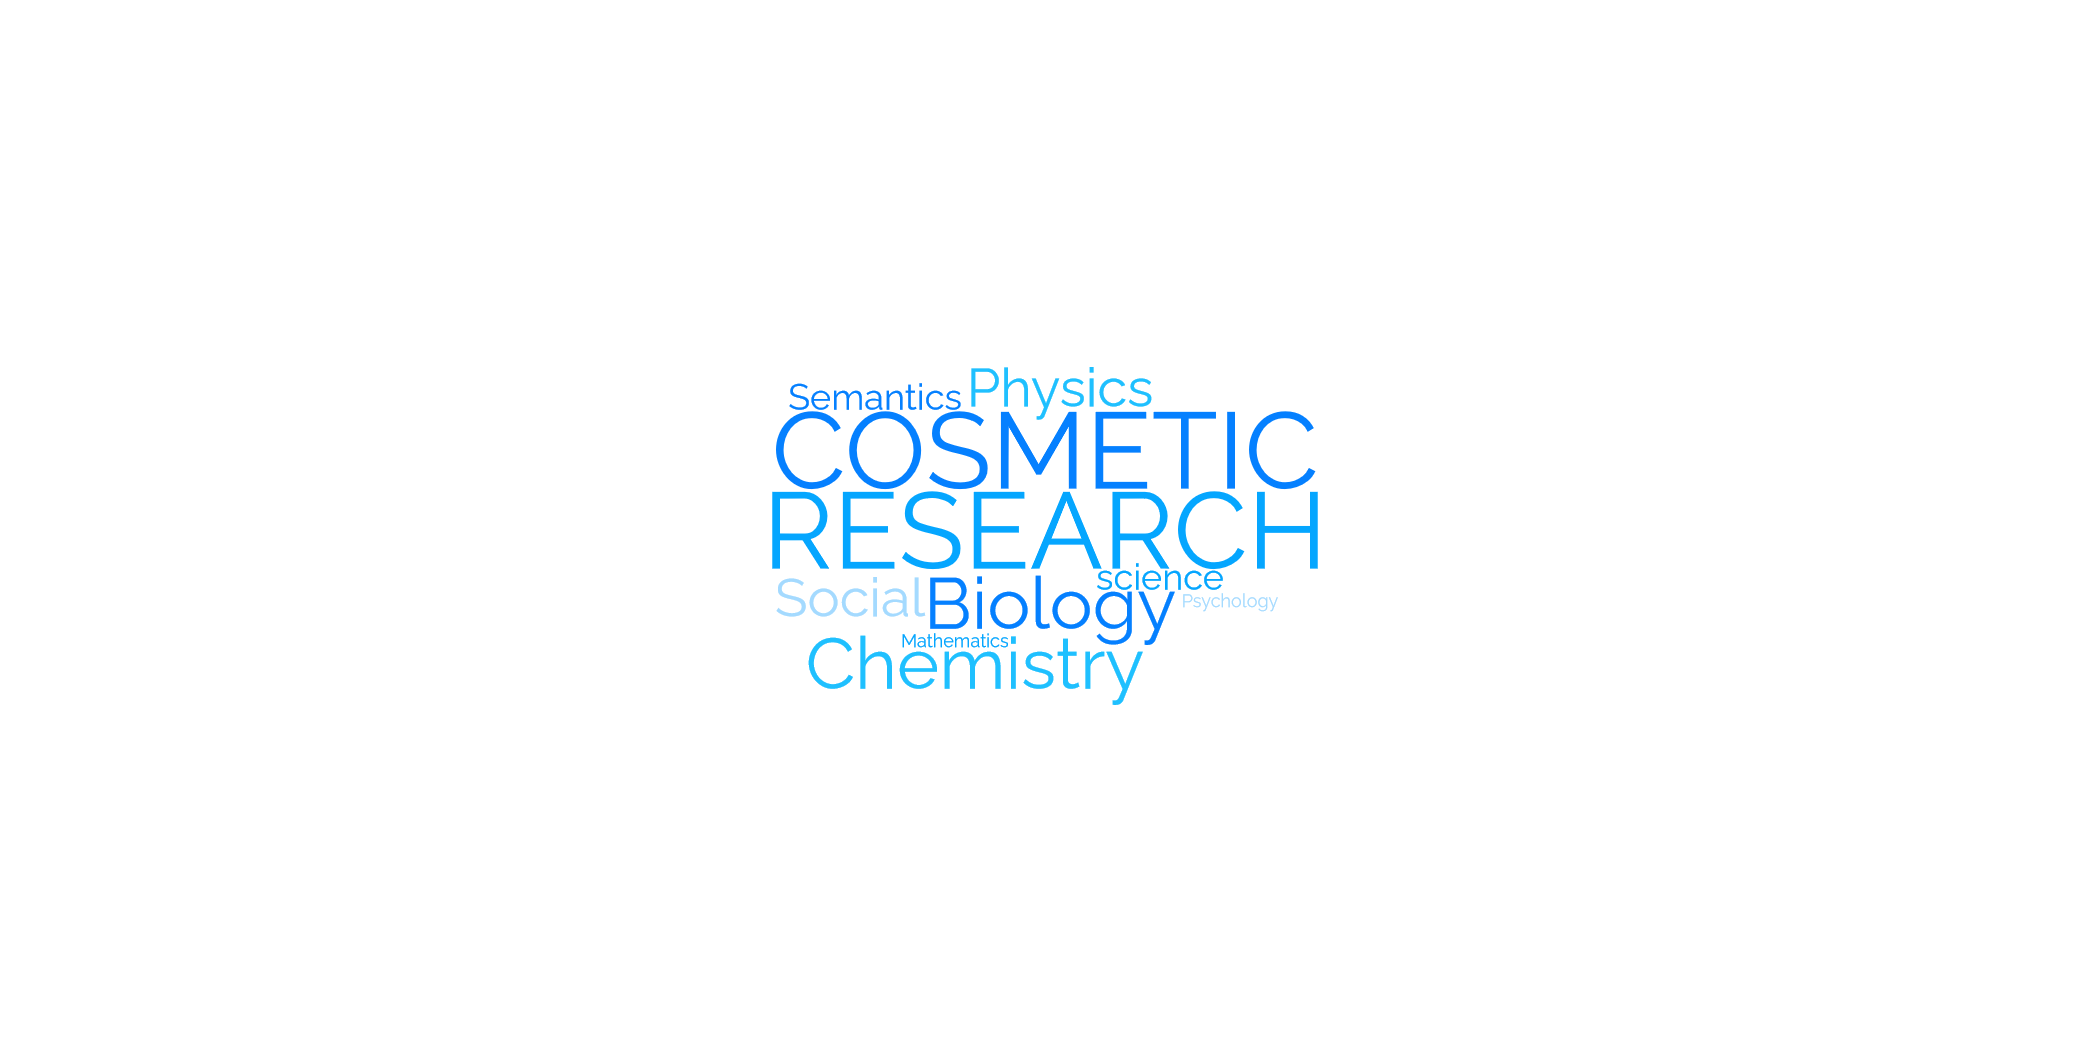 Semantics Physics
COSMETIC
RESEARCH
science
Social Biology Psychology
Mathematics
Chemistry